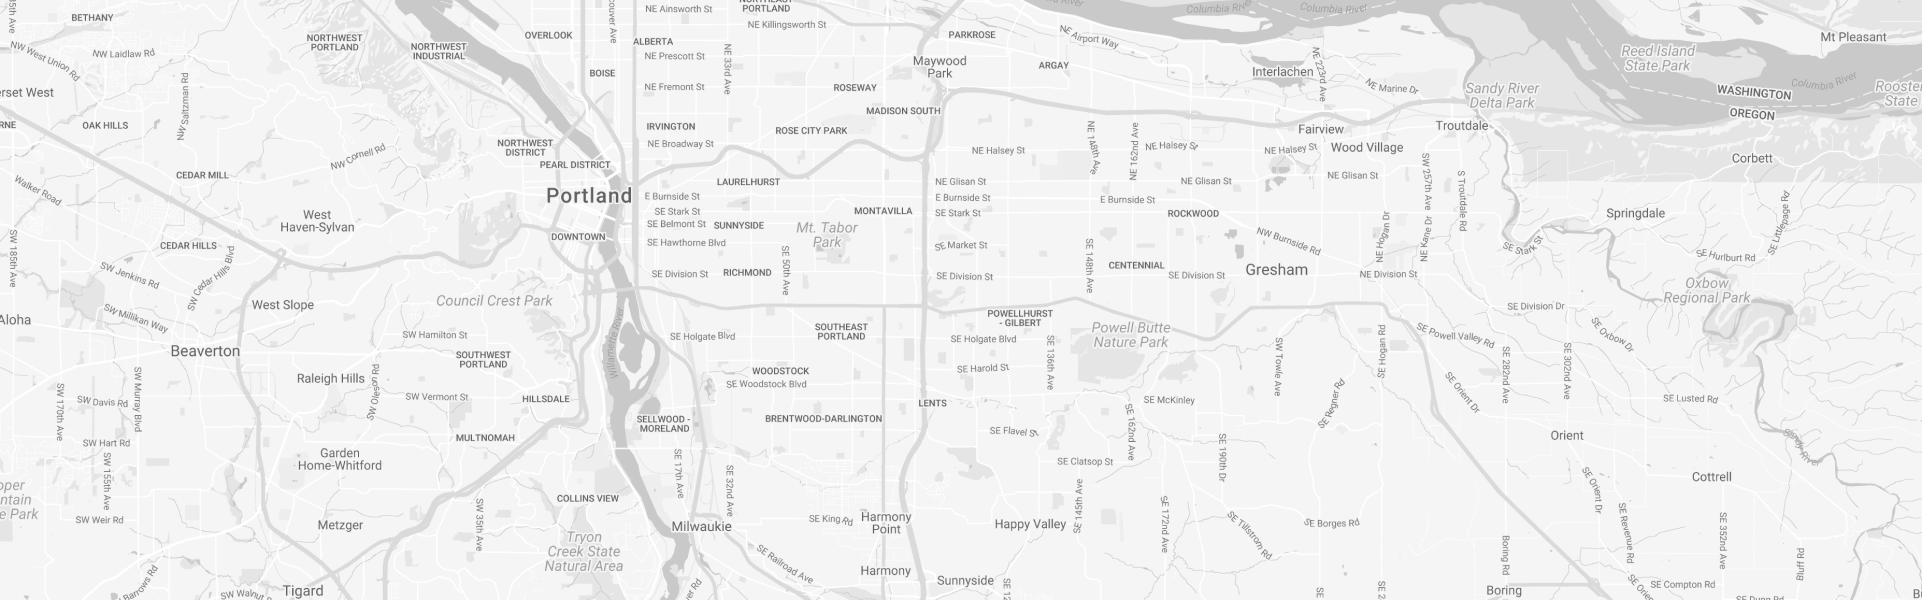 BETHANY
NW Laidlaw Rd
NW West Union Rd
NORTHWEST
PORTLAND
NORTHWEST
INDUSTRIAL
OVERLOOK
ALBERTA
NE Ainsworth St
PORTLAND
NE Killingsworth St
PARKROSE
NE Airport Way
Columbia River
Columbia River
Reed Island
State Park
Mt Pleasant
NE Prescott St
NE 33rd Ave
BOISE
Maywood
Park
ARGAY
Interlachen
NE 223rd Ave
NE Marine Dr
Columbia River
WASHINGTON
OREGON
NW Saltzman Rd
NE Fremont St
ROSEWAY
MADISON SOUTH
Sandy River
Delta Park
OAK HILLS
IRVINGTON
ROSE CITY PARK
NE 148th Ave
NE 162nd Ave
Fairview
Troutdale
NORTHWEST
DISTRICT
NE Broadway St
NE Halsey St
NE Halsey St
NE Halsey St
Wood Village
Corbett
NW Cornell Rd
PEARL DISTRICT
CEDAR MILL
Walker Road
LAURELHURST
NE Glisan St
NE Glisan St
NE Glisan St
SW 257th Ave
S Troutdale Rd
Portland
E Burnside St
E Burnside St
E Burnside St
SE Stark St
SE Belmont St
SUNNYSIDE
MONTAVILLA
SE Stark St
ROCKWOOD
Springdale
SE Littlepage Rd
West
Haven-Sylvan
Mt. Tabor
Park
DOWNTOWN
SE Hawthorne Blvd
SE Market St
NW Burnside Rd
NE Hogan Dr
NE Kane Dr
SE Stark St
SE Hurlburt Rd
CEDAR HILLS
SW 185th Ave
SW Cedar Hills Blvd
SW Jenkins Rd
SE Division St
RICHMOND
SE 50th Ave
SE Division St
SE 148th Ave
CENTENNIAL
SE Division St
Gresham
NE Division St
Oxbow
Regional Park
West Slope
Council Crest Park
SE Division Dr
SW Millikan Way
Aloha
SW Hamilton St
Willamette River
SE Holgate Blvd
SOUTHEAST
PORTLAND
POWELLHURST
- GILBERT
SE Holgate Blvd
Powell Butte
Nature Park
SE Powell Valley Rd
SE Oxbow Dr
Beaverton
SOUTHWEST
PORTLAND
SE 136th Ave
SW Towle Ave
SE Hogan Rd
SE 282nd Ave
SE 302nd Ave
Raleigh Hills
SW Oleson Rd
WOODSTOCK
SE Woodstock Blvd
SE Harold St
SW 170th Ave
SW Murray Blvd
SW Davis Rd
SW Vermont St
HILLSDALE
LENTS
SE McKinley
SE Regner Rd
SE Orient Dr
SE Lusted Rd
SELLWOOD -
MORELAND
BRENTWOOD-DARLINGTON
SE Flavel St
SE 162nd Ave
Orient
SW Hart Rd
MULTNOMAH
Garden
Home-Whitford
SE Clatsop St
SE 190th Dr
Sandy River
SW 155th Ave
SE 17th Ave
SE 32nd Ave
Cottrell
SE Orient Dr
COLLINS VIEW
SE 145th Ave
SE 172nd Ave
SW Weir Rd
Metzger
SW 35th Ave
Milwaukie
SE King Rd
Harmony
Point
Happy Valley
SE Tillstrom Rd
SE Borges Rd
SE Revenue Rd
SE 352nd Ave
Tryon
Creek State
Natural Area
SE Railroad Ave
Harmony
Sunnyside
Boring Rd
Bluff Rd
Tigard
Boring
SE Compton Rd